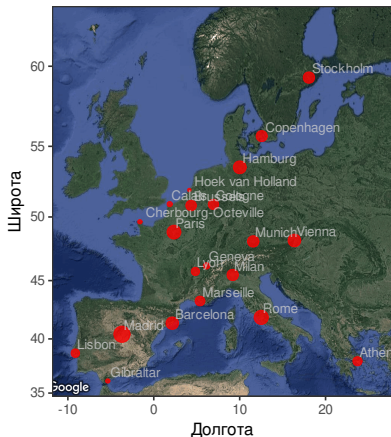 60
55
50
45
40
35
Широта
Stockholm
Copenhagen
Hamburg
Hoek van Holland
Calais
Brussels
Cologne
Cherbourg-Octeville
Paris
Munich
Vienna
Geneva
Lyon
Milan
Marseille
Rome
Barcelona
Madrid
Lisbon
Gibraltar
Athen
Google
-10
0
10
20
Долгота